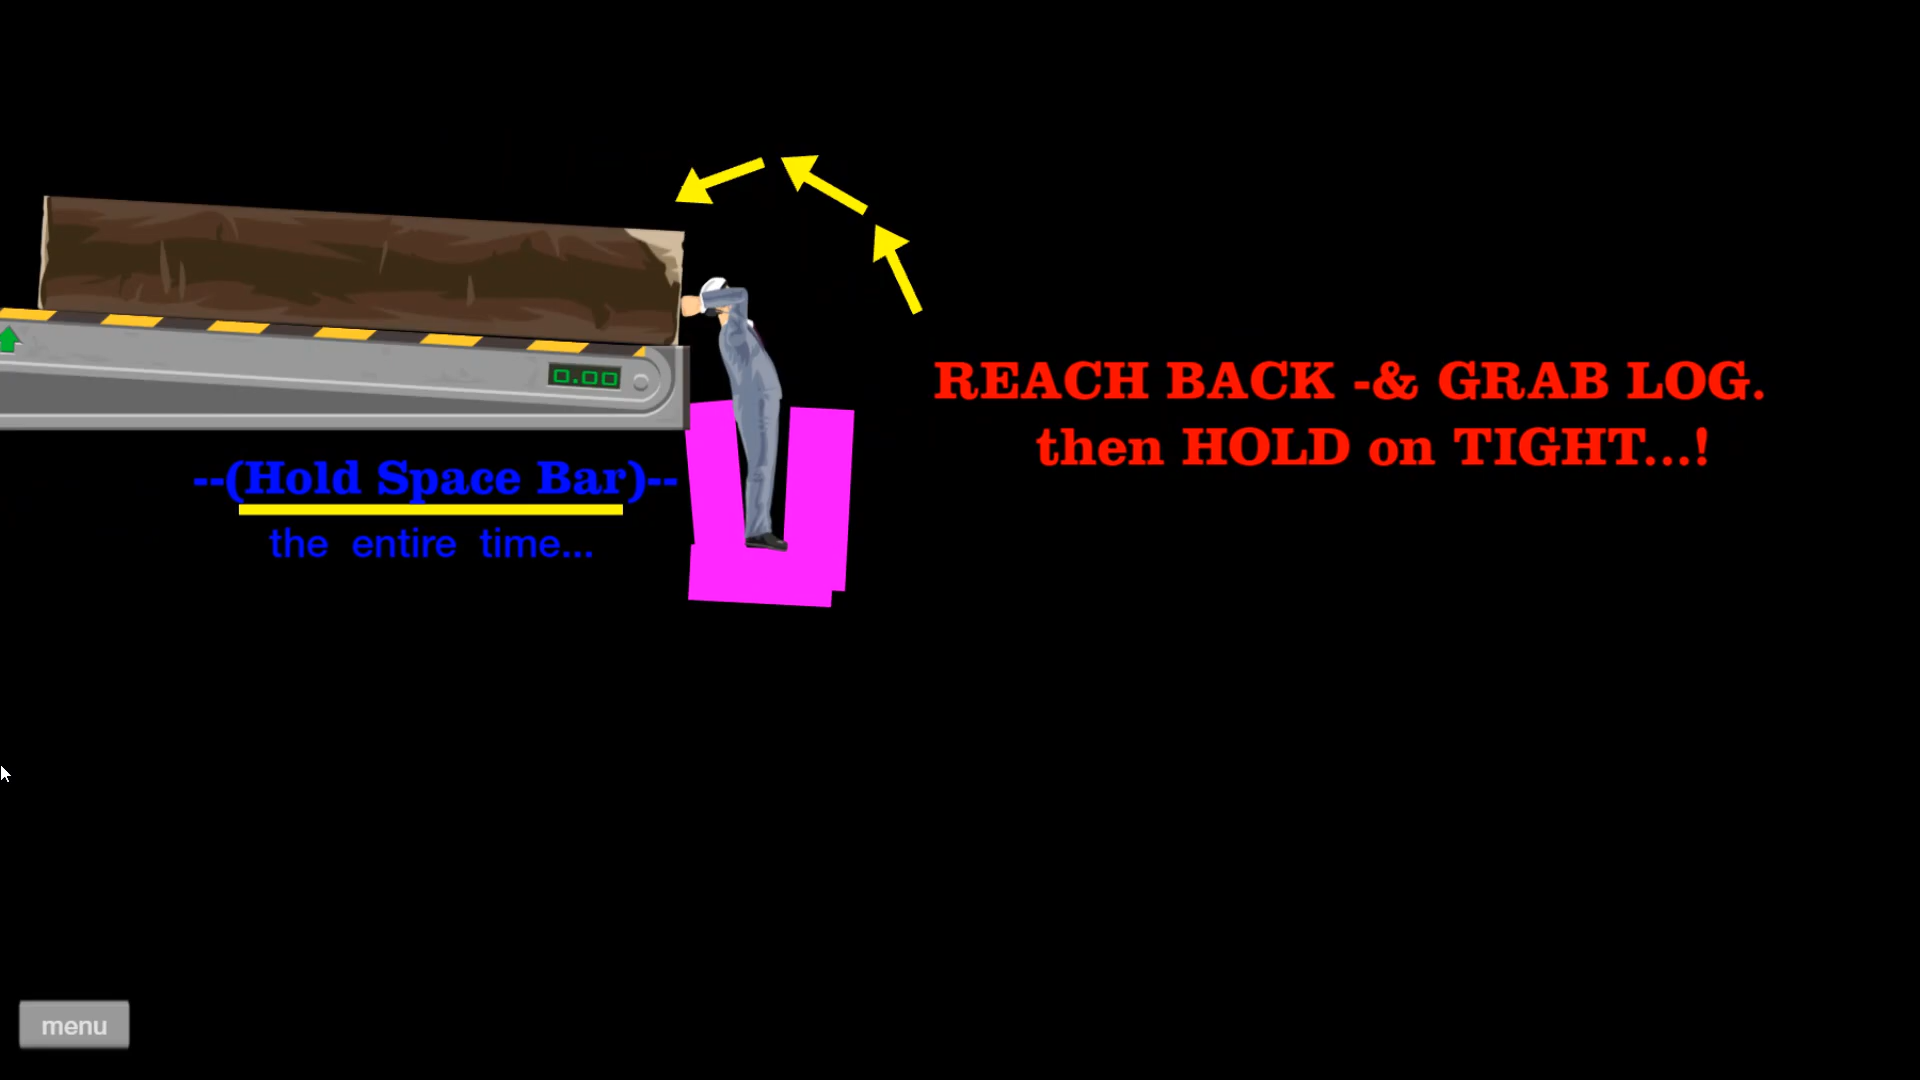 0.00
REACH BACK -& GRAB LOG.
then HOLD on TIGHT...!
--(Hold Space Bar)--
the entire time...
menu